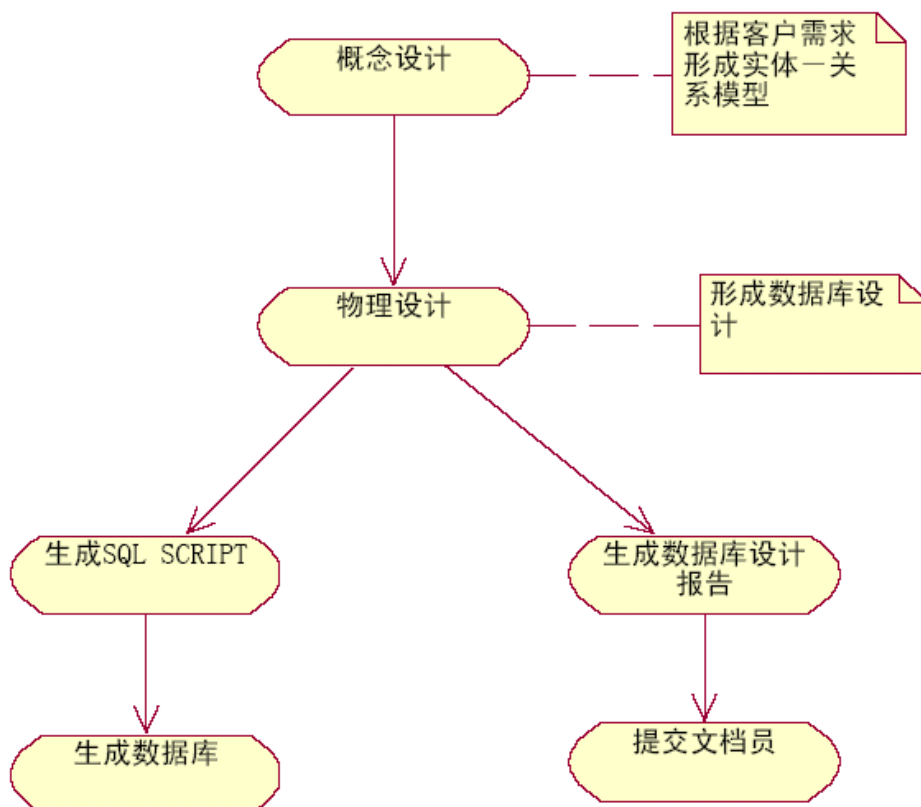 概念设计
根据客户需求
形成实体－关
系模型
物理设计
形成数据库设
计
生成SQL SCRIPT
生成数据库设计
报告
生成数据库
提交文档员